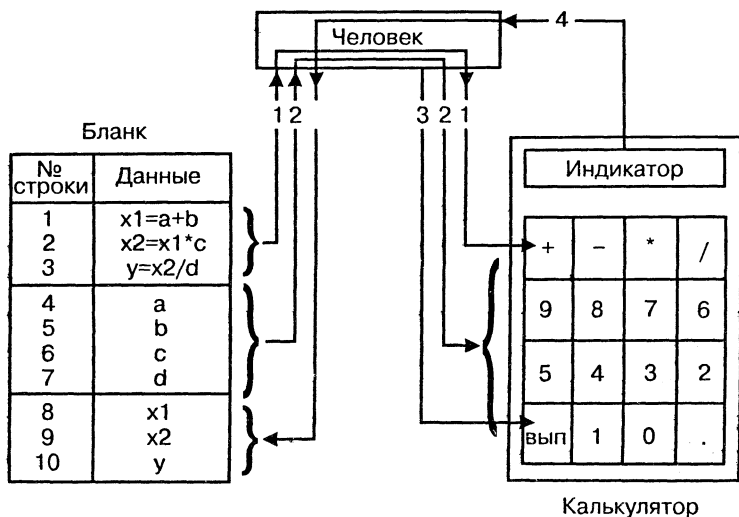 Человек
4
1 2 3 2 1
Бланк
№ строки Данные
1 x1=a+b
2 x2=x1*c
3 y=x2/d
4 a
5 b
6 c
7 d
8 x1
9 x2
10 y
Индикатор
+ − * /
9 8 7 6
5 4 3 2
вып 1 0 .
Калькулятор